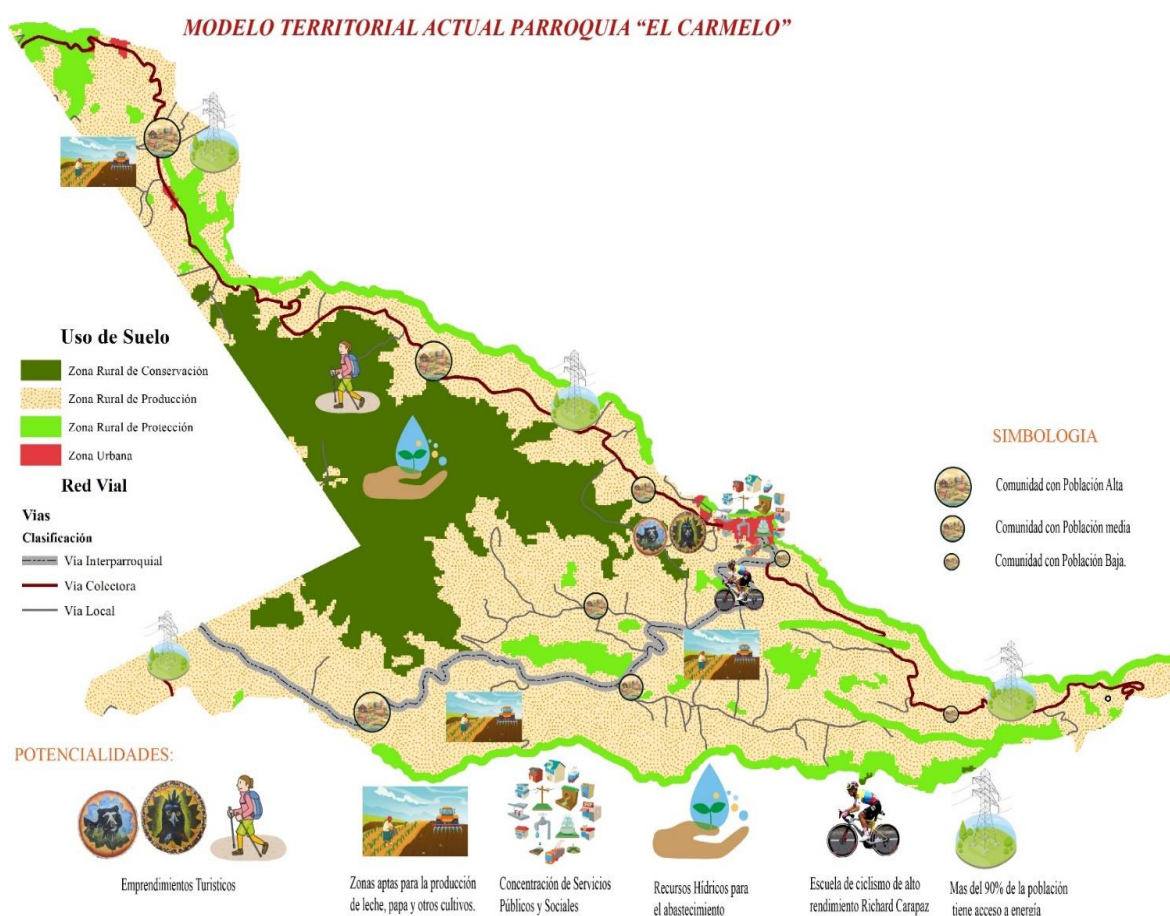 MODELO TERRITORIAL ACTUAL PARROQUIA “EL CARMELO”
Uso de Suelo
Zona Rural de Conservación
Zona Rural de Producción
Zona Rural de Protección
Zona Urbana
Red Vial
Vias
Clasificación
Vía Interparroquial
Vía Colectora
Vía Local
SIMBOLOGIA
Comunidad con Población Alta
Comunidad con Población media
Comunidad con Población Baja.
POTENCIALIDADES:
Emprendimientos Turisticos
Zonas aptas para la producción
de leche, papa y otros cultivos.
Concentración de Servicios
Públicos y Sociales
Recursos Hídricos para
el abastecimiento
Escuela de ciclismo de alto
rendimiento Richard Carapaz
Mas del 90% de la población
tiene acceso a energía